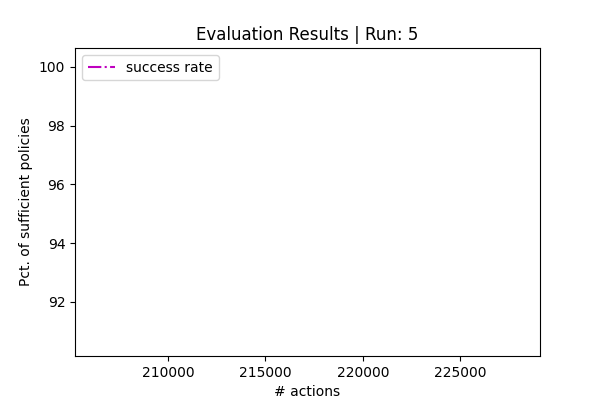 Evaluation Results | Run: 5
success rate
Pct. of sufficient policies
100
98
96
94
92
210000 215000 220000 225000
# actions